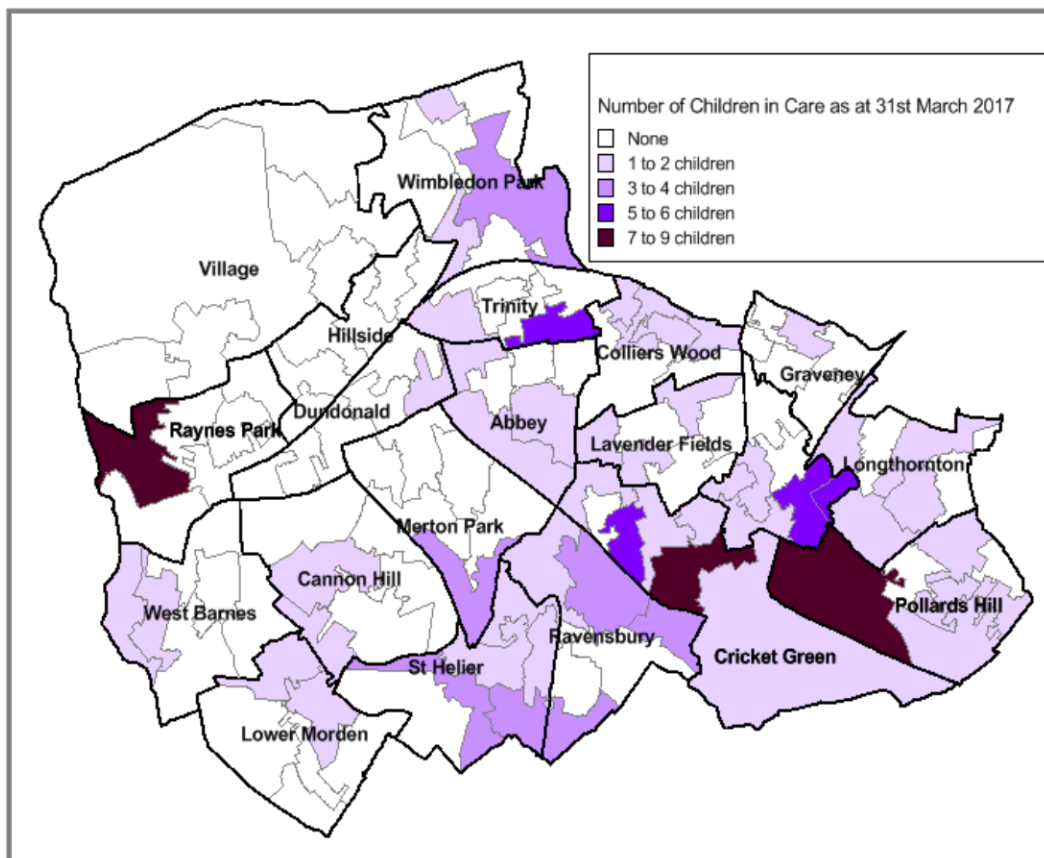 Number of Children in Care as at 31st March 2017
None
1 to 2 children
3 to 4 children
5 to 6 children
7 to 9 children
Wimbledon Park
Village
Trinity
Hillside
Colliers Wood
Graveney
Dundonald
Raynes Park
Abbey
Lavender Fields
Longthornton
Merton Park
Cannon Hill
West Barnes
Pollards Hill
Ravensbury
Cricket Green
St Helier
Lower Morden